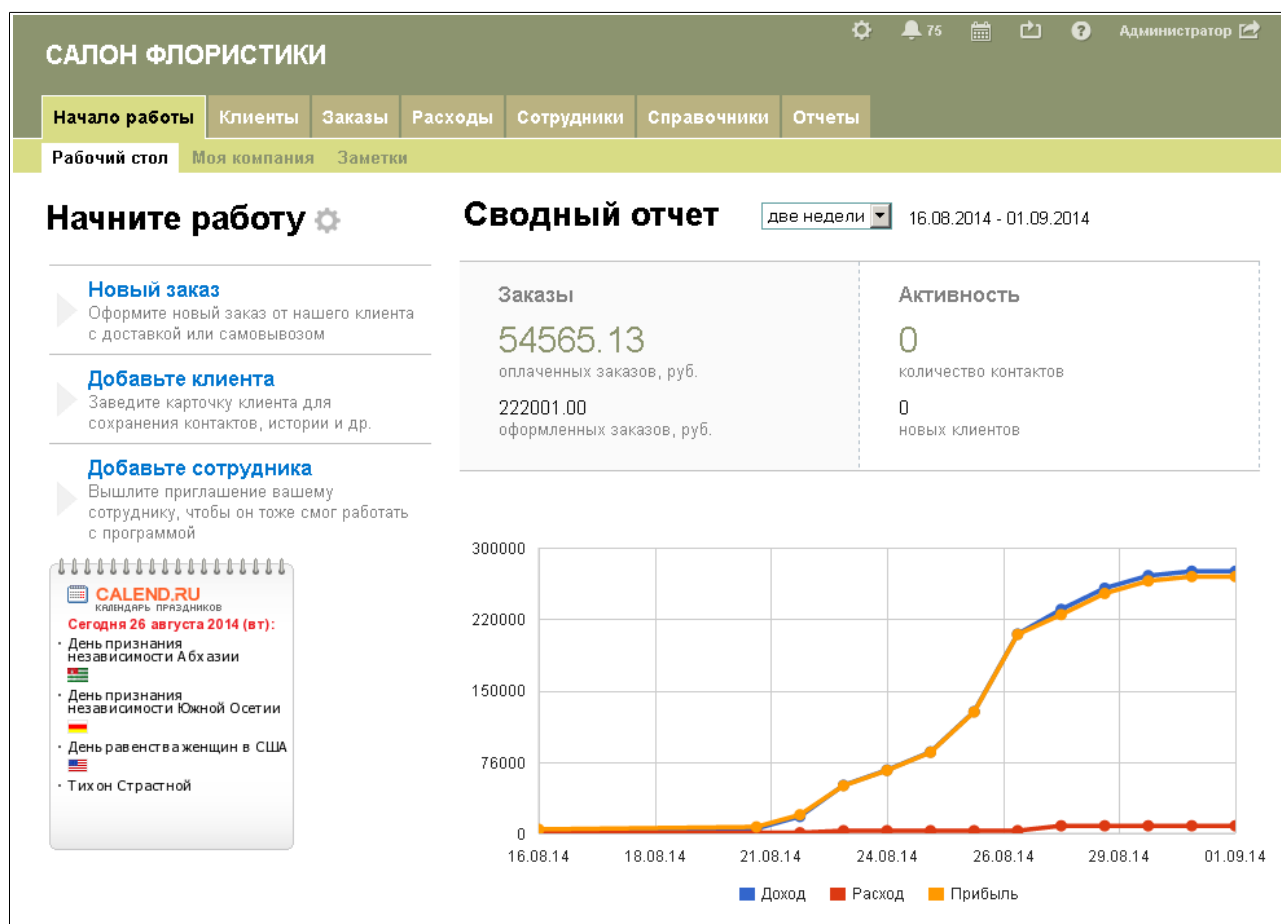 САЛОН ФЛОРИСТИКИ
75
Администратор
Начало работы Клиенты Заказы Расходы Сотрудники Справочники Отчеты
Рабочий стол Моя компания Заметки
Начните работу
Новый заказ
Оформите новый заказ от нашего клиента
с доставкой или самовывозом
Добавьте клиента
Заведите карточку клиента для
сохранения контактов, истории и др.
Добавьте сотрудника
Вышлите приглашение вашему
сотруднику, чтобы он тоже смог работать
с программой
CALEND.RU
КАЛЕНДАРЬ ПРАЗДНИКОВ
Сегодня 26 августа 2014 (вт):
· День признания
независимости Абхазии
· День признания
независимости Южной Осетии
· День равенства женщин в США
· Тихон Страстной
Сводный отчет две недели 16.08.2014 - 01.09.2014
Заказы
54565.13
оплаченных заказов, руб.
222001.00
оформленных заказов, руб.
Активность
0
количество контактов
0
новых клиентов
300000
220000
150000
76000
0
16.08.14 18.08.14 21.08.14 24.08.14 26.08.14 29.08.14 01.09.14
Доход Расход Прибыль